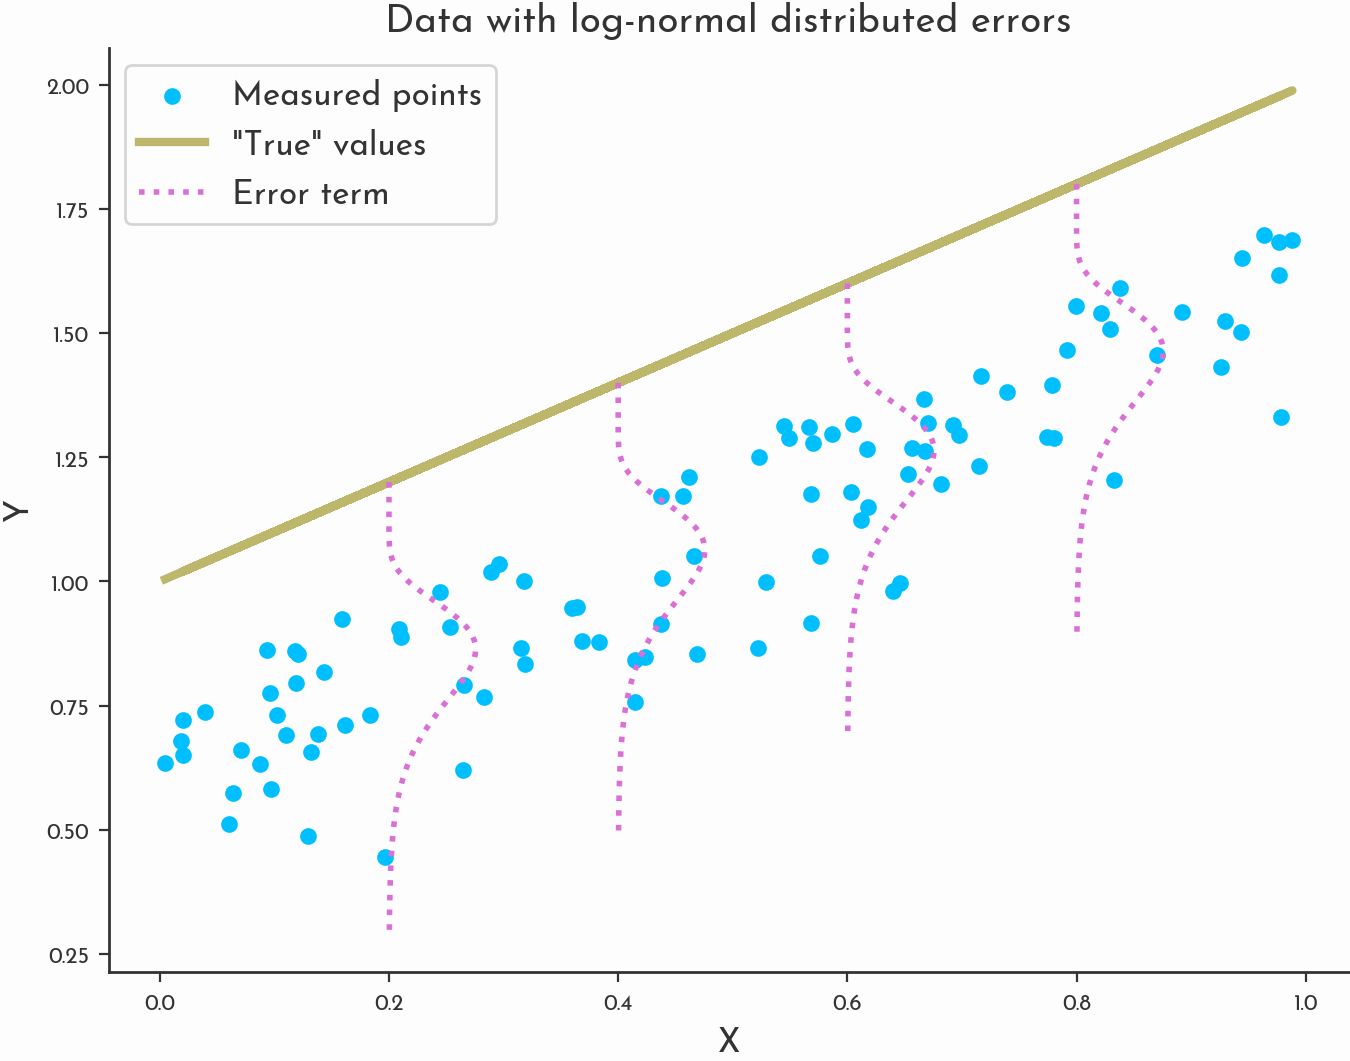 Data with log-normal distributed errors
Measured points
"True" values
Error term
2.00
1.75
1.50
1.25
1.00
0.75
0.50
0.25
Y
0.0 0.2 0.4 0.6 0.8 1.0
X